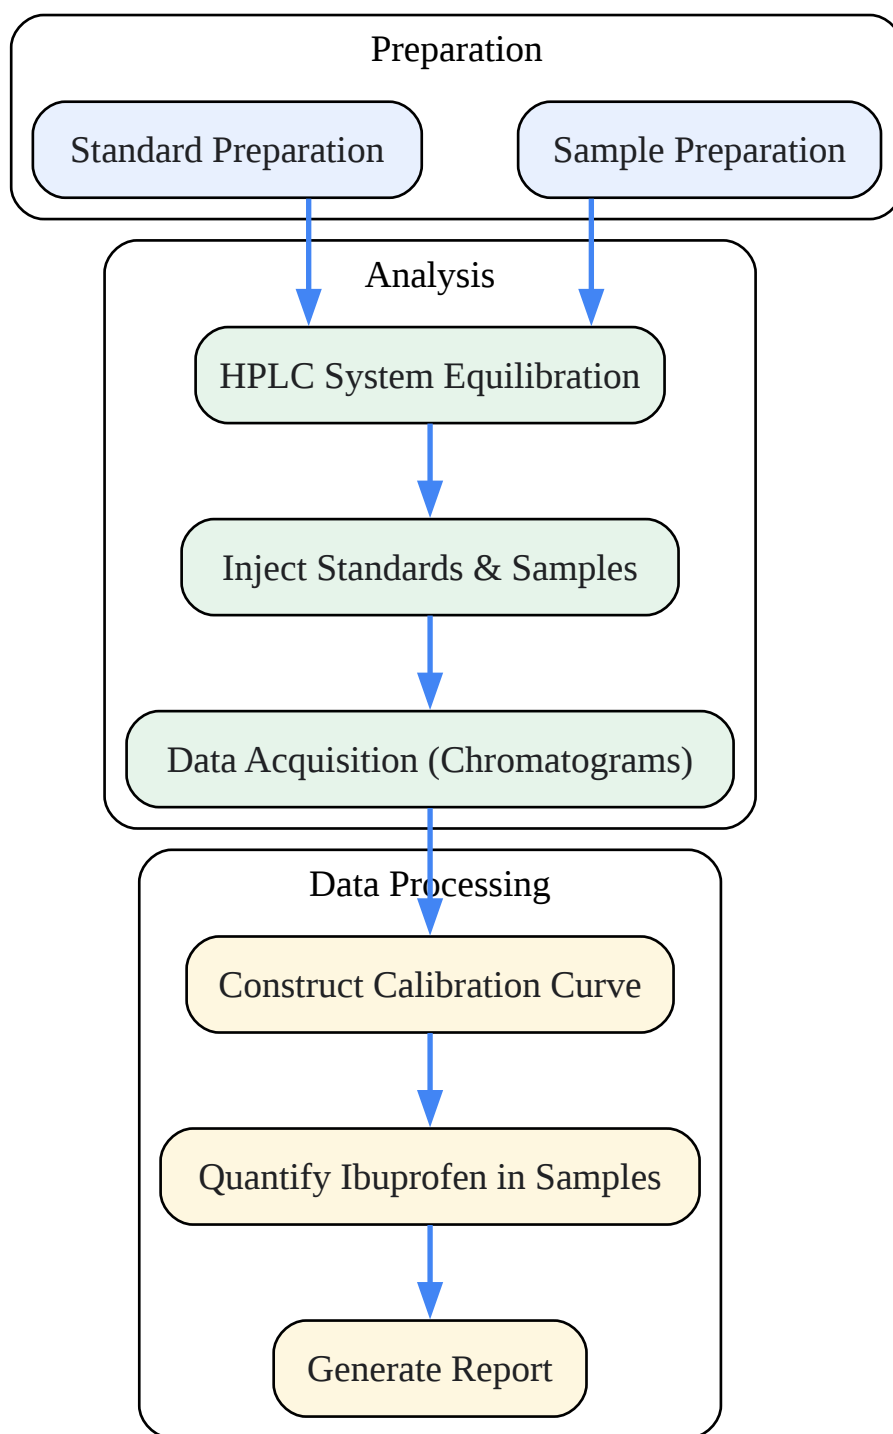 Preparation
Standard Preparation
Sample Preparation
Analysis
HPLC System Equilibration
Inject Standards & Samples
Data Acquisition (Chromatograms)
Data Processing
Construct Calibration Curve
Quantify Ibuprofen in Samples
Generate Report